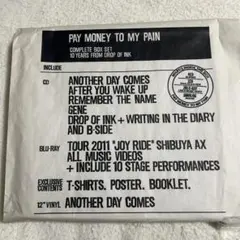 PAY MONEY TO MY PAIN
COMPLETE BOX SET
10 YEARS FROM DROP OF INK
INCLUDE
CD
ANOTHER DAY COMES
AFTER YOU WAKE UP
REMEMBER THE NAME
GENE
DROP OF INK + WRITING IN THE DIARY
AND B-SIDE
BLU-RAY
TOUR 2011 "JOY RIDE" SHIBUYA AX
ALL MUSIC VIDEOS
+ INCLUDE 10 STAGE PERFORMANCES
EXCLUSIVE
CONTENTS
T-SHIRTS. POSTER. BOOKLET.
12" VINYL
ANOTHER DAY COMES